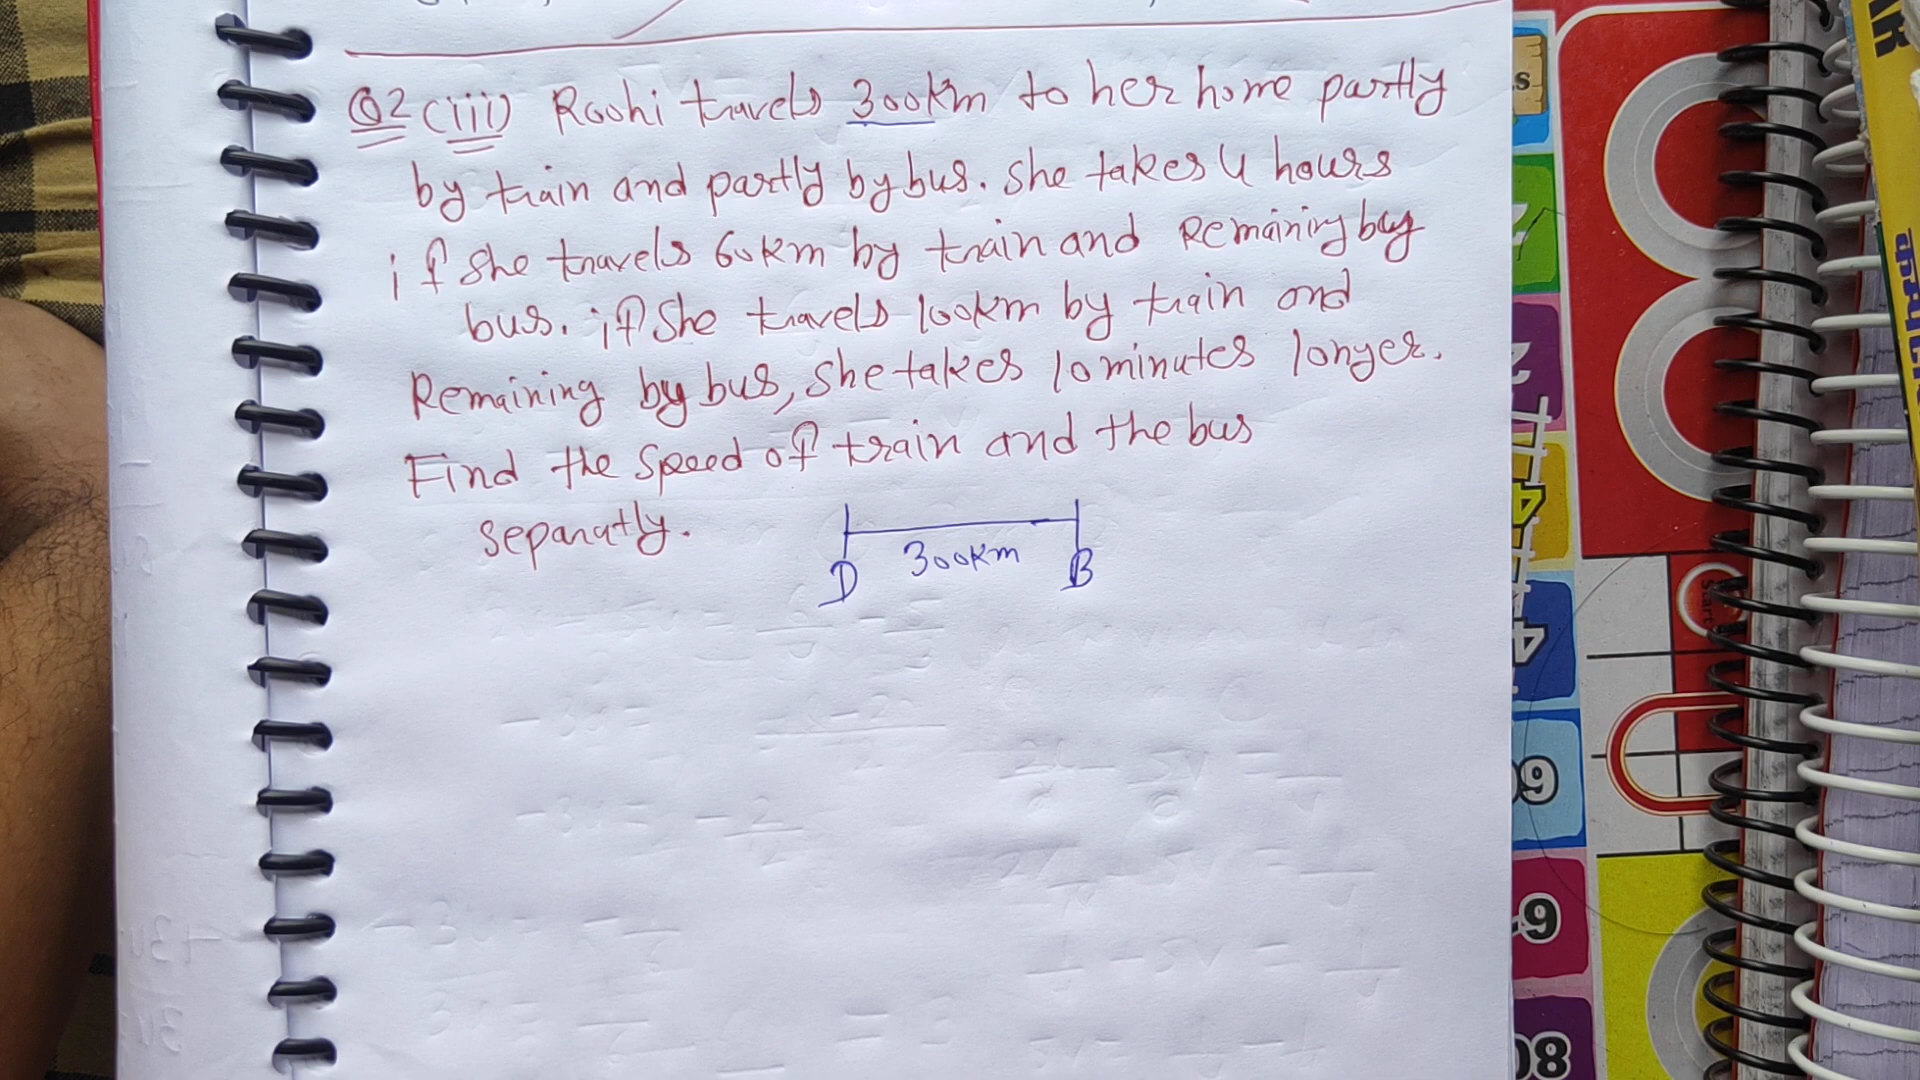 Q2 (iii) Roohi travels 300km to her home partly
by train and partly by bus. She takes 4 hours
if she travels 60km by train and Remaining by
bus. if She travels 100km by train and
Remaining by bus, she takes 10 minutes longer.
Find the speed of train and the bus
separatly.
300km
D B